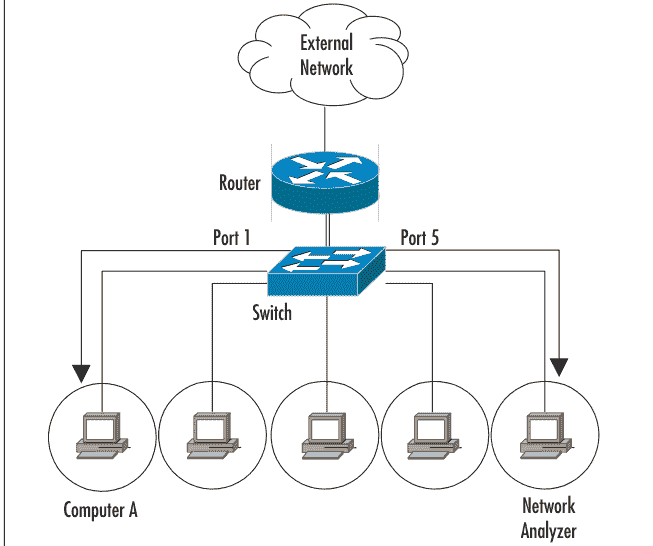 External
Network
Router
Port 1
Port 5
Switch
Computer A
Network
Analyzer